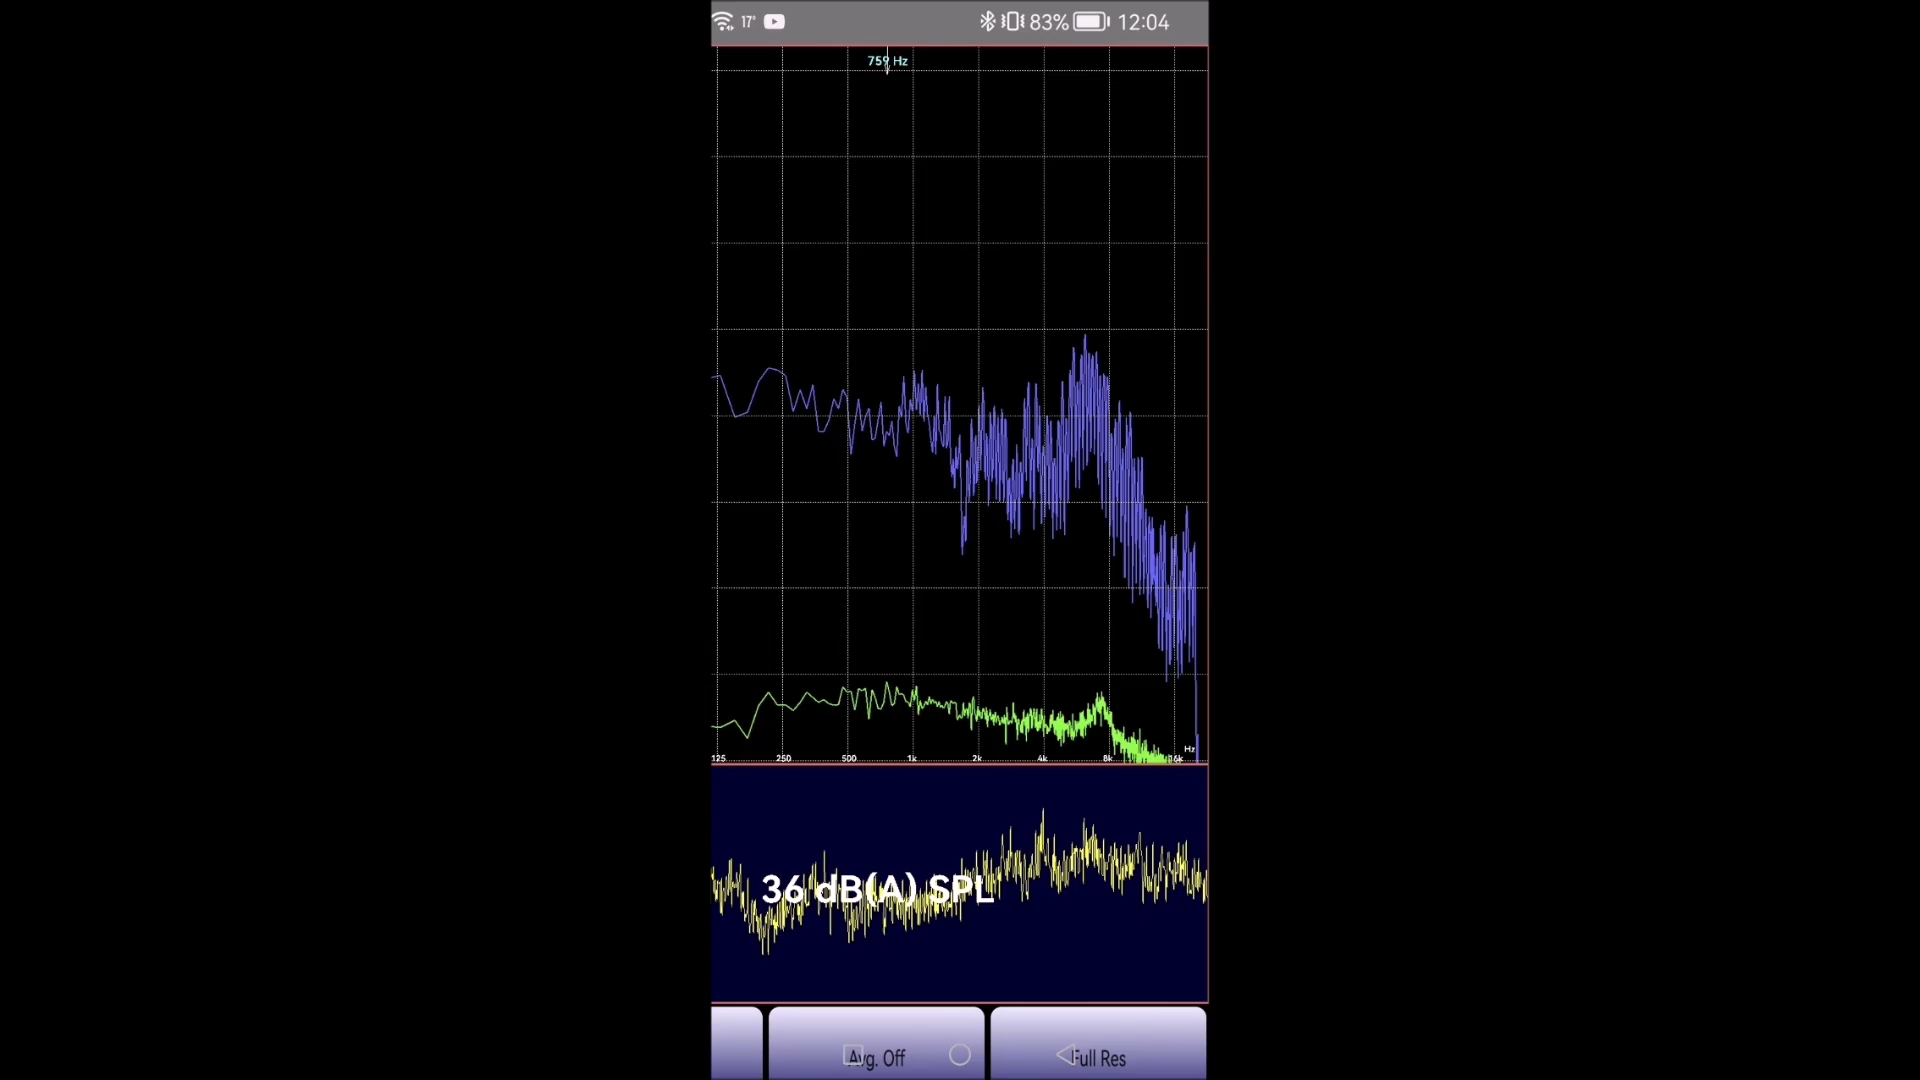 17° 83% 12:04
759 Hz
Hz
125 250 500 1k 2k 4k 8k 16k
36 dB(A) SPL
Avg. Off Full Res